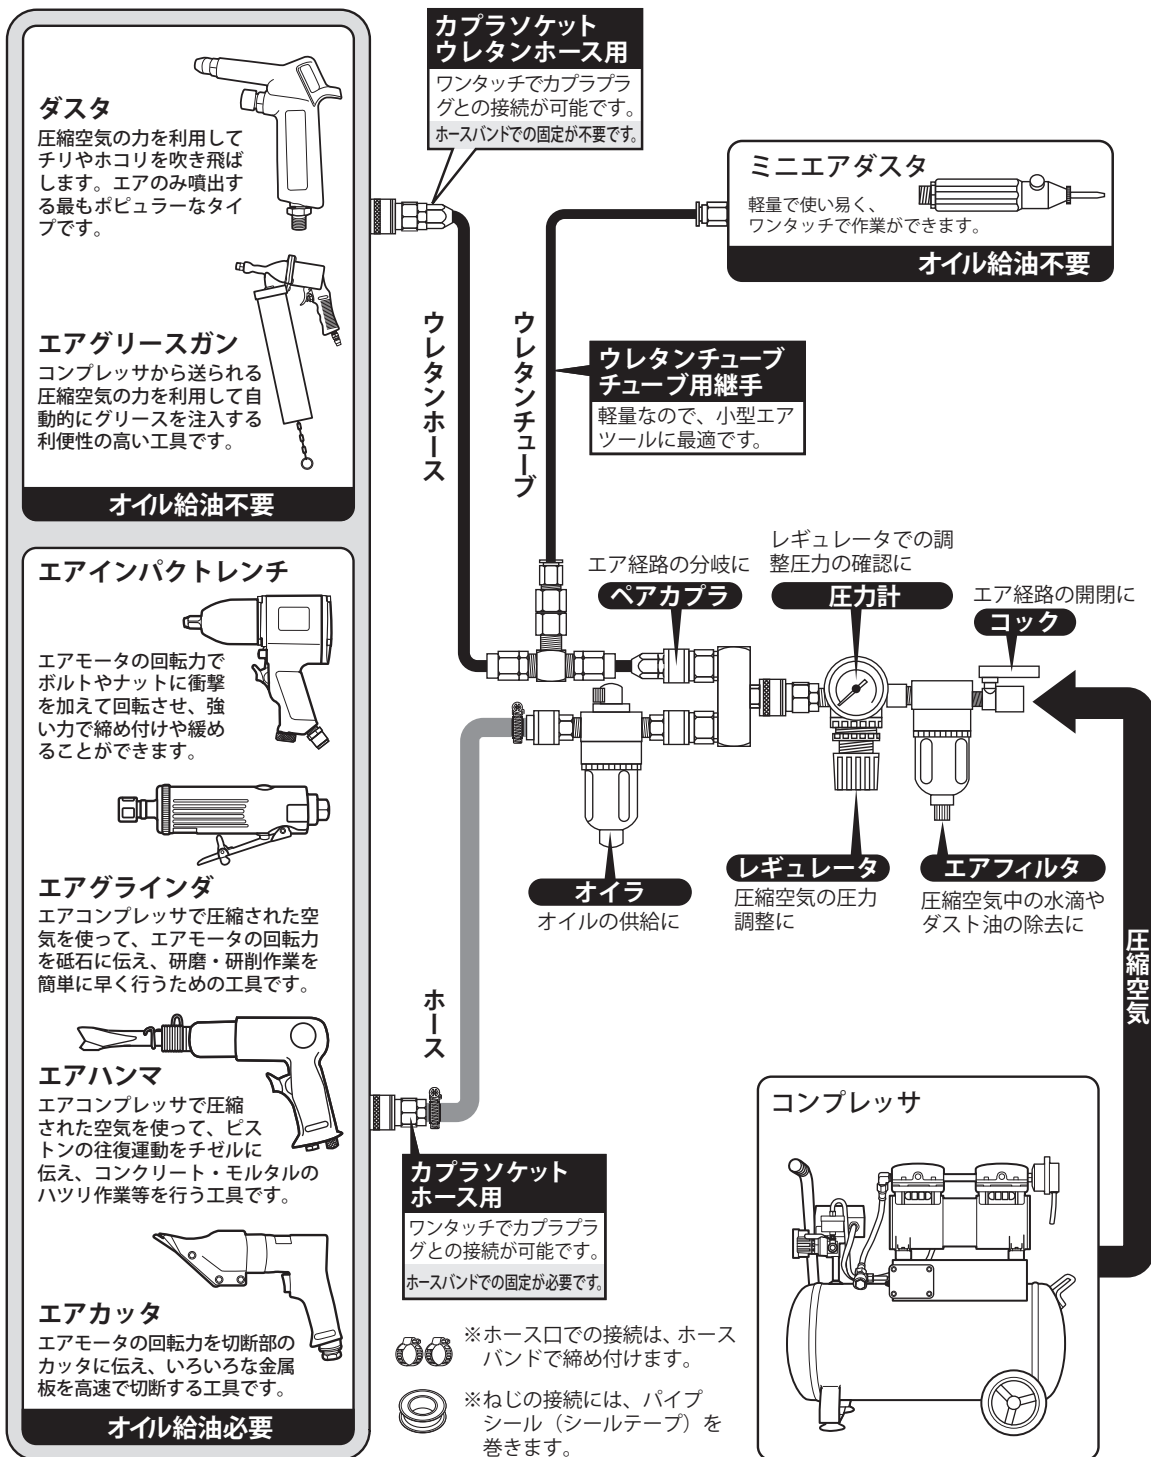 ダスタ
圧縮空気の力を利用して
チリやホコリを吹き飛ば
します。エアのみ噴出す
る最もポピュラーなタイ
プです。
エアグリースガン
コンプレッサから送られる
圧縮空気の力を利用して自
動的にグリースを注入する
利便性の高い工具です。
オイル給油不要
エアインパクトレンチ
エアモータの回転力で
ボルトやナットに衝撃
を加えて回転させ、強
い力で締め付けや緩め
ることができます。
エアグラインダ
エアコンプレッサで圧縮された空
気を使って、エアモータの回転力
を砥石に伝え、研磨・研削作業を
簡単に早く行うための工具です。
エアハンマ
エアコンプレッサで圧縮
された空気を使って、ピス
トンの往復運動をチゼルに
伝え、コンクリート・モルタルの
ハツリ作業等を行う工具です。
エアカッタ
エアモータの回転力を切断部の
カッタに伝え、いろいろな金属
板を高速で切断する工具です。
オイル給油必要
カプラソケット
ウレタンホース用
ワンタッチでカプラプラ
グとの接続が可能です。
ホースバンドでの固定が不要です。
ミニエアダスタ
軽量で使い易く、
ワンタッチで作業ができます。
オイル給油不要
ウレタンホース
ウレタンチューブ
ウレタンチューブ
チューブ用継手
軽量なので、小型エア
ツールに最適です。
エア経路の分岐に
ペアカプラ
レギュレータでの調
整圧力の確認に
圧力計
エア経路の開閉に
コック
オイラ
オイルの供給に
レギュレータ
圧縮空気の圧力
調整に
エアフィルタ
圧縮空気中の水滴や
ダスト油の除去に
圧縮空気
ホース
カプラソケット
ホース用
ワンタッチでカプラプラ
グとの接続が可能です。
ホースバンドでの固定が必要です。
コンプレッサ
※ホース口での接続は、ホース
バンドで締め付けます。
※ねじの接続には、パイプ
シール（シールテープ）を
巻きます。